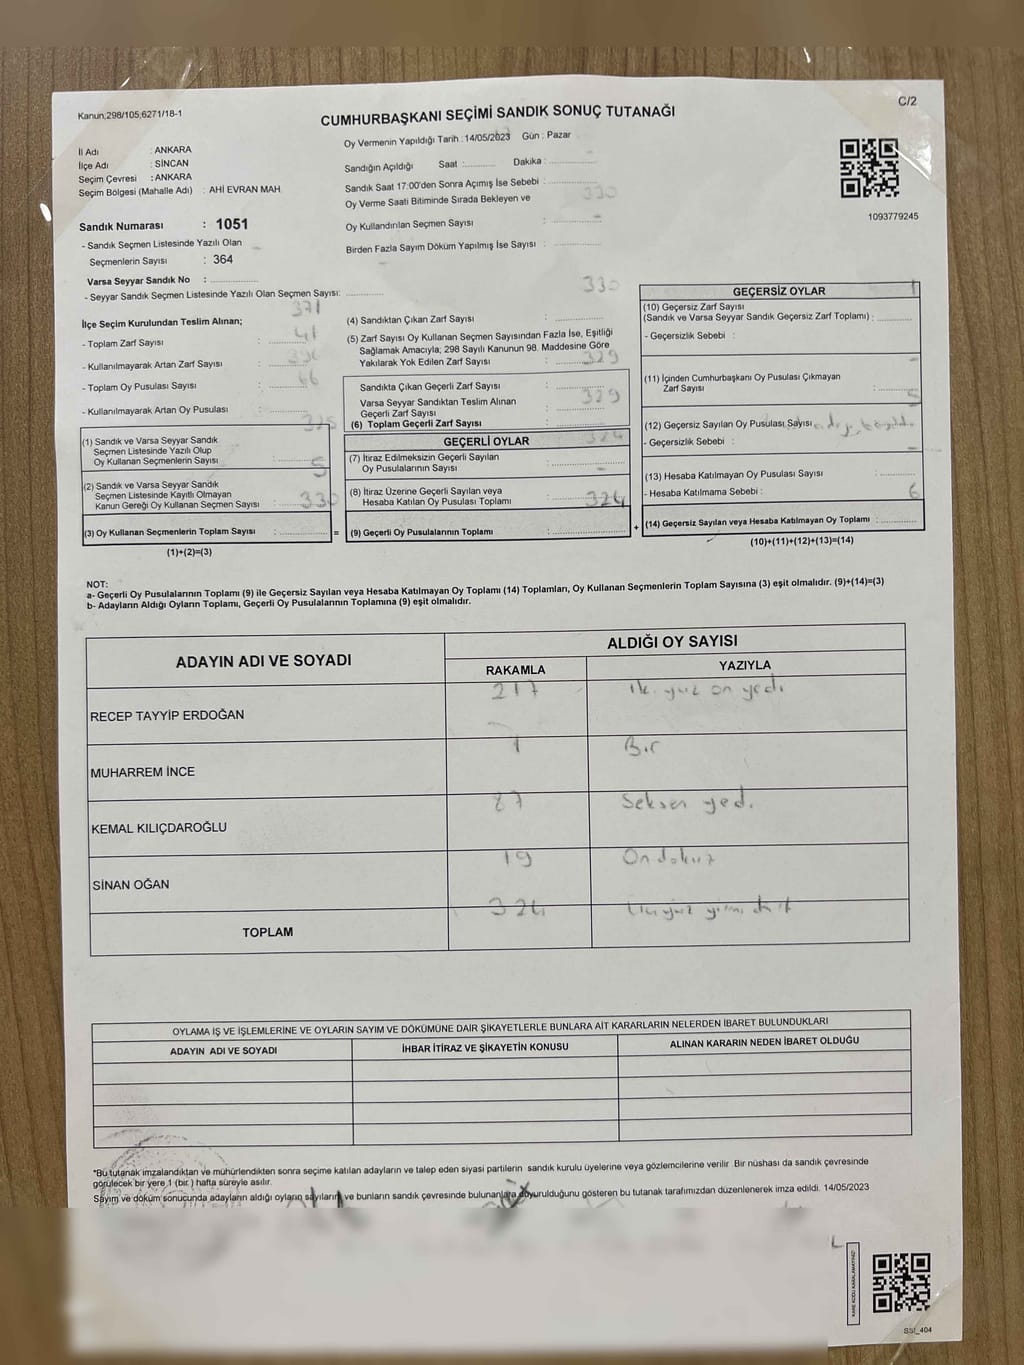 Kanun;298/105;6271/18-1
C/2
CUMHURBAŞKANI SEÇİMİ SANDIK SONUÇ TUTANAĞI
Oy Vermenin Yapıldığı Tarih :14/05/2023 Gün : Pazar
İl Adı : ANKARA
İlçe Adı : SİNCAN
Seçim Çevresi : ANKARA
Seçim Bölgesi (Mahalle Adı) : AHİ EVRAN MAH
Sandık Numarası : 1051
- Sandık Seçmen Listesinde Yazılı Olan
Seçmenlerin Sayısı : 364
Varsa Seyyar Sandık No :
- Seyyar Sandık Seçmen Listesinde Yazılı Olan Seçmen Sayısı:
Sandığın Açıldığı Saat : Dakika :
Sandık Saat 17:00'den Sonra Açımış İse Sebebi :
330
Oy Verme Saati Bitiminde Sırada Bekleyen ve
Oy Kullandırılan Seçmen Sayısı :
Birden Fazla Sayım Döküm Yapılmış İse Sayısı :
1093779245
371
İlçe Seçim Kurulundan Teslim Alınan;
41
- Toplam Zarf Sayısı :
- Kullanılmayarak Artan Zarf Sayısı :
66
- Toplam Oy Pusulası Sayısı :
- Kullanılmayarak Artan Oy Pusulası :
325
(1) Sandık ve Varsa Seyyar Sandık
Seçmen Listesinde Yazılı Olup
Oy Kullanan Seçmenlerin Sayısı :
5
(2) Sandık ve Varsa Seyyar Sandık
Seçmen Listesinde Kayıtlı Olmayan
Kanun Gereği Oy Kullanan Seçmen Sayısı :
330
(3) Oy Kullanan Seçmenlerin Toplam Sayısı : =
(1)+(2)=(3)
330
(4) Sandıktan Çıkan Zarf Sayısı :
(5) Zarf Sayısı Oy Kullanan Seçmen Sayısından Fazla İse, Eşitliği
Sağlamak Amacıyla; 298 Sayılı Kanunun 98. Maddesine Göre
Yakılarak Yok Edilen Zarf Sayısı :
329
Sandıkta Çıkan Geçerli Zarf Sayısı :
Varsa Seyyar Sandıktan Teslim Alınan
Geçerli Zarf Sayısı :
329
(6) Toplam Geçerli Zarf Sayısı :
GEÇERLİ OYLAR
324
(7) İtiraz Edilmeksizin Geçerli Sayılan
Oy Pusulalarının Sayısı :
(8) İtiraz Üzerine Geçerli Sayılan veya
Hesaba Katılan Oy Pusulası Toplamı :
324
(9) Geçerli Oy Pusulalarının Toplamı : +
GEÇERSİZ OYLAR
1
(10) Geçersiz Zarf Sayısı
(Sandık ve Varsa Seyyar Sandık Geçersiz Zarf Toplamı) :
- Geçersizlik Sebebi :
(11) İçinden Cumhurbaşkanı Oy Pusulası Çıkmayan
Zarf Sayısı :
5
(12) Geçersiz Sayılan Oy Pusulası Sayısı
- Geçersizlik Sebebi :
(13) Hesaba Katılmayan Oy Pusulası Sayısı :
- Hesaba Katılmama Sebebi :
6
(14) Geçersiz Sayılan veya Hesaba Katılmayan Oy Toplamı :
(10)+(11)+(12)+(13)=(14)
NOT:
a- Geçerli Oy Pusulalarının Toplamı (9) ile Geçersiz Sayılan veya Hesaba Katılmayan Oy Toplamı (14) Toplamları, Oy Kullanan Seçmenlerin Toplam Sayısına (3) eşit olmalıdır. (9)+(14)=(3)
b- Adayların Aldığı Oyların Toplamı, Geçerli Oy Pusulalarının Toplamına (9) eşit olmalıdır.
ADAYIN ADI VE SOYADI
ALDIĞI OY SAYISI
RAKAMLA YAZIYLA
217 iki yüz on yedi
RECEP TAYYİP ERDOĞAN
1 Bir
MUHARREM İNCE
87 Seksen yedi
KEMAL KILIÇDAROĞLU
19 Ondokuz
SİNAN OĞAN
324 Üçyüz yirmi dört
TOPLAM
OYLAMA İŞ VE İŞLEMLERİNE VE OYLARIN SAYIM VE DÖKÜMÜNE DAİR ŞİKAYETLERLE BUNLARA AİT KARARLARIN NELERDEN İBARET BULUNDUKLARI
ADAYIN ADI VE SOYADI İHBAR İTİRAZ VE ŞİKAYETİN KONUSU ALINAN KARARIN NEDEN İBARET OLDUĞU
*Bu tutanak imzalandıktan ve mühürlendikten sonra seçime katılan adayların ve talep eden siyasi partilerin sandık kurulu üyelerine veya gözlemcilerine verilir. Bir nüshası da sandık çevresinde
görülecek bir yere 1 (bir ) hafta süreyle asılır.
Sayım ve döküm sonucunda adayların aldığı oyların sayıların ve bunların sandık çevresinde bulunanlara duyurulduğunu gösteren bu tutanak tarafımızdan düzenlenerek imza edildi. 14/05/2023
KARE KODU KARALAMAYINIZ!
SSI_404